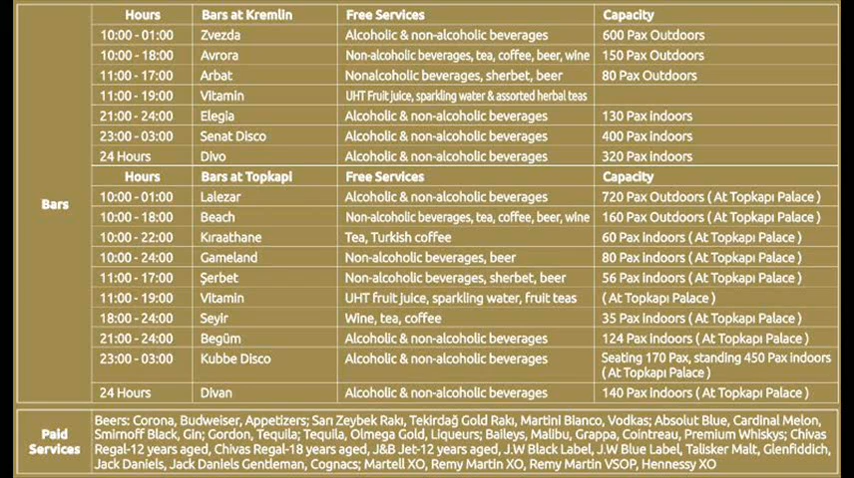 Hours Bars at Kremlin Free Services Capacity
10:00 - 01:00 Zvezda Alcoholic & non-alcoholic beverages 600 Pax Outdoors
10:00 - 18:00 Avrora Non-alcoholic beverages, tea, coffee, beer, wine 150 Pax Outdoors
11:00 - 17:00 Arbat Nonalcoholic beverages, sherbet, beer 80 Pax Outdoors
11:00 - 19:00 Vitamin UHT Fruit juice, sparkling water & assorted herbal teas
21:00 - 24:00 Elegia Alcoholic & non-alcoholic beverages 130 Pax indoors
23:00 - 03:00 Senat Disco Alcoholic & non-alcoholic beverages 400 Pax indoors
24 Hours Divo Alcoholic & non-alcoholic beverages 320 Pax indoors
Hours Bars at Topkapi Free Services Capacity
10:00 - 01:00 Lalezar Alcoholic & non-alcoholic beverages 720 Pax Outdoors ( At Topkapı Palace )
Bars
10:00 - 18:00 Beach Non-alcoholic beverages, tea, coffee, beer, wine 160 Pax Outdoors ( At Topkapı Palace )
10:00 - 22:00 Kıraathane Tea, Turkish coffee 60 Pax indoors ( At Topkapı Palace )
10:00 - 24:00 Gameland Non-alcoholic beverages, beer 80 Pax indoors ( At Topkapı Palace )
11:00 - 17:00 Şerbet Non-alcoholic beverages, sherbet, beer 56 Pax indoors ( At Topkapı Palace )
11:00 - 19:00 Vitamin UHT fruit juice, sparkling water, fruit teas ( At Topkapı Palace )
18:00 - 24:00 Seyir Wine, tea, coffee 35 Pax indoors ( At Topkapı Palace )
21:00 - 24:00 Begüm Alcoholic & non-alcoholic beverages 124 Pax indoors ( At Topkapı Palace )
23:00 - 03:00 Kubbe Disco Alcoholic & non-alcoholic beverages Seating 170 Pax, standing 450 Pax indoors
( At Topkapı Palace )
24 Hours Divan Alcoholic & non-alcoholic beverages 140 Pax indoors ( At Topkapı Palace )
Paid Services
Beers: Corona, Budweiser, Appetizers; Sarı Zeybek Rakı, Tekirdağ Gold Rakı, Martini Bianco, Vodkas; Absolut Blue, Cardinal Melon,
Smirnoff Black, Gin; Gordon, Tequila; Tequila, Olmega Gold, Liqueurs; Baileys, Malibu, Grappa, Cointreau, Premium Whiskys; Chivas
Regal-12 years aged, Chivas Regal-18 years aged, J&B Jet-12 years aged, J.W Black Label, J.W Blue Label, Talisker Malt, Glenfiddich,
Jack Daniels, Jack Daniels Gentleman, Cognacs; Martell XO, Remy Martin XO, Remy Martin VSOP, Hennessy XO